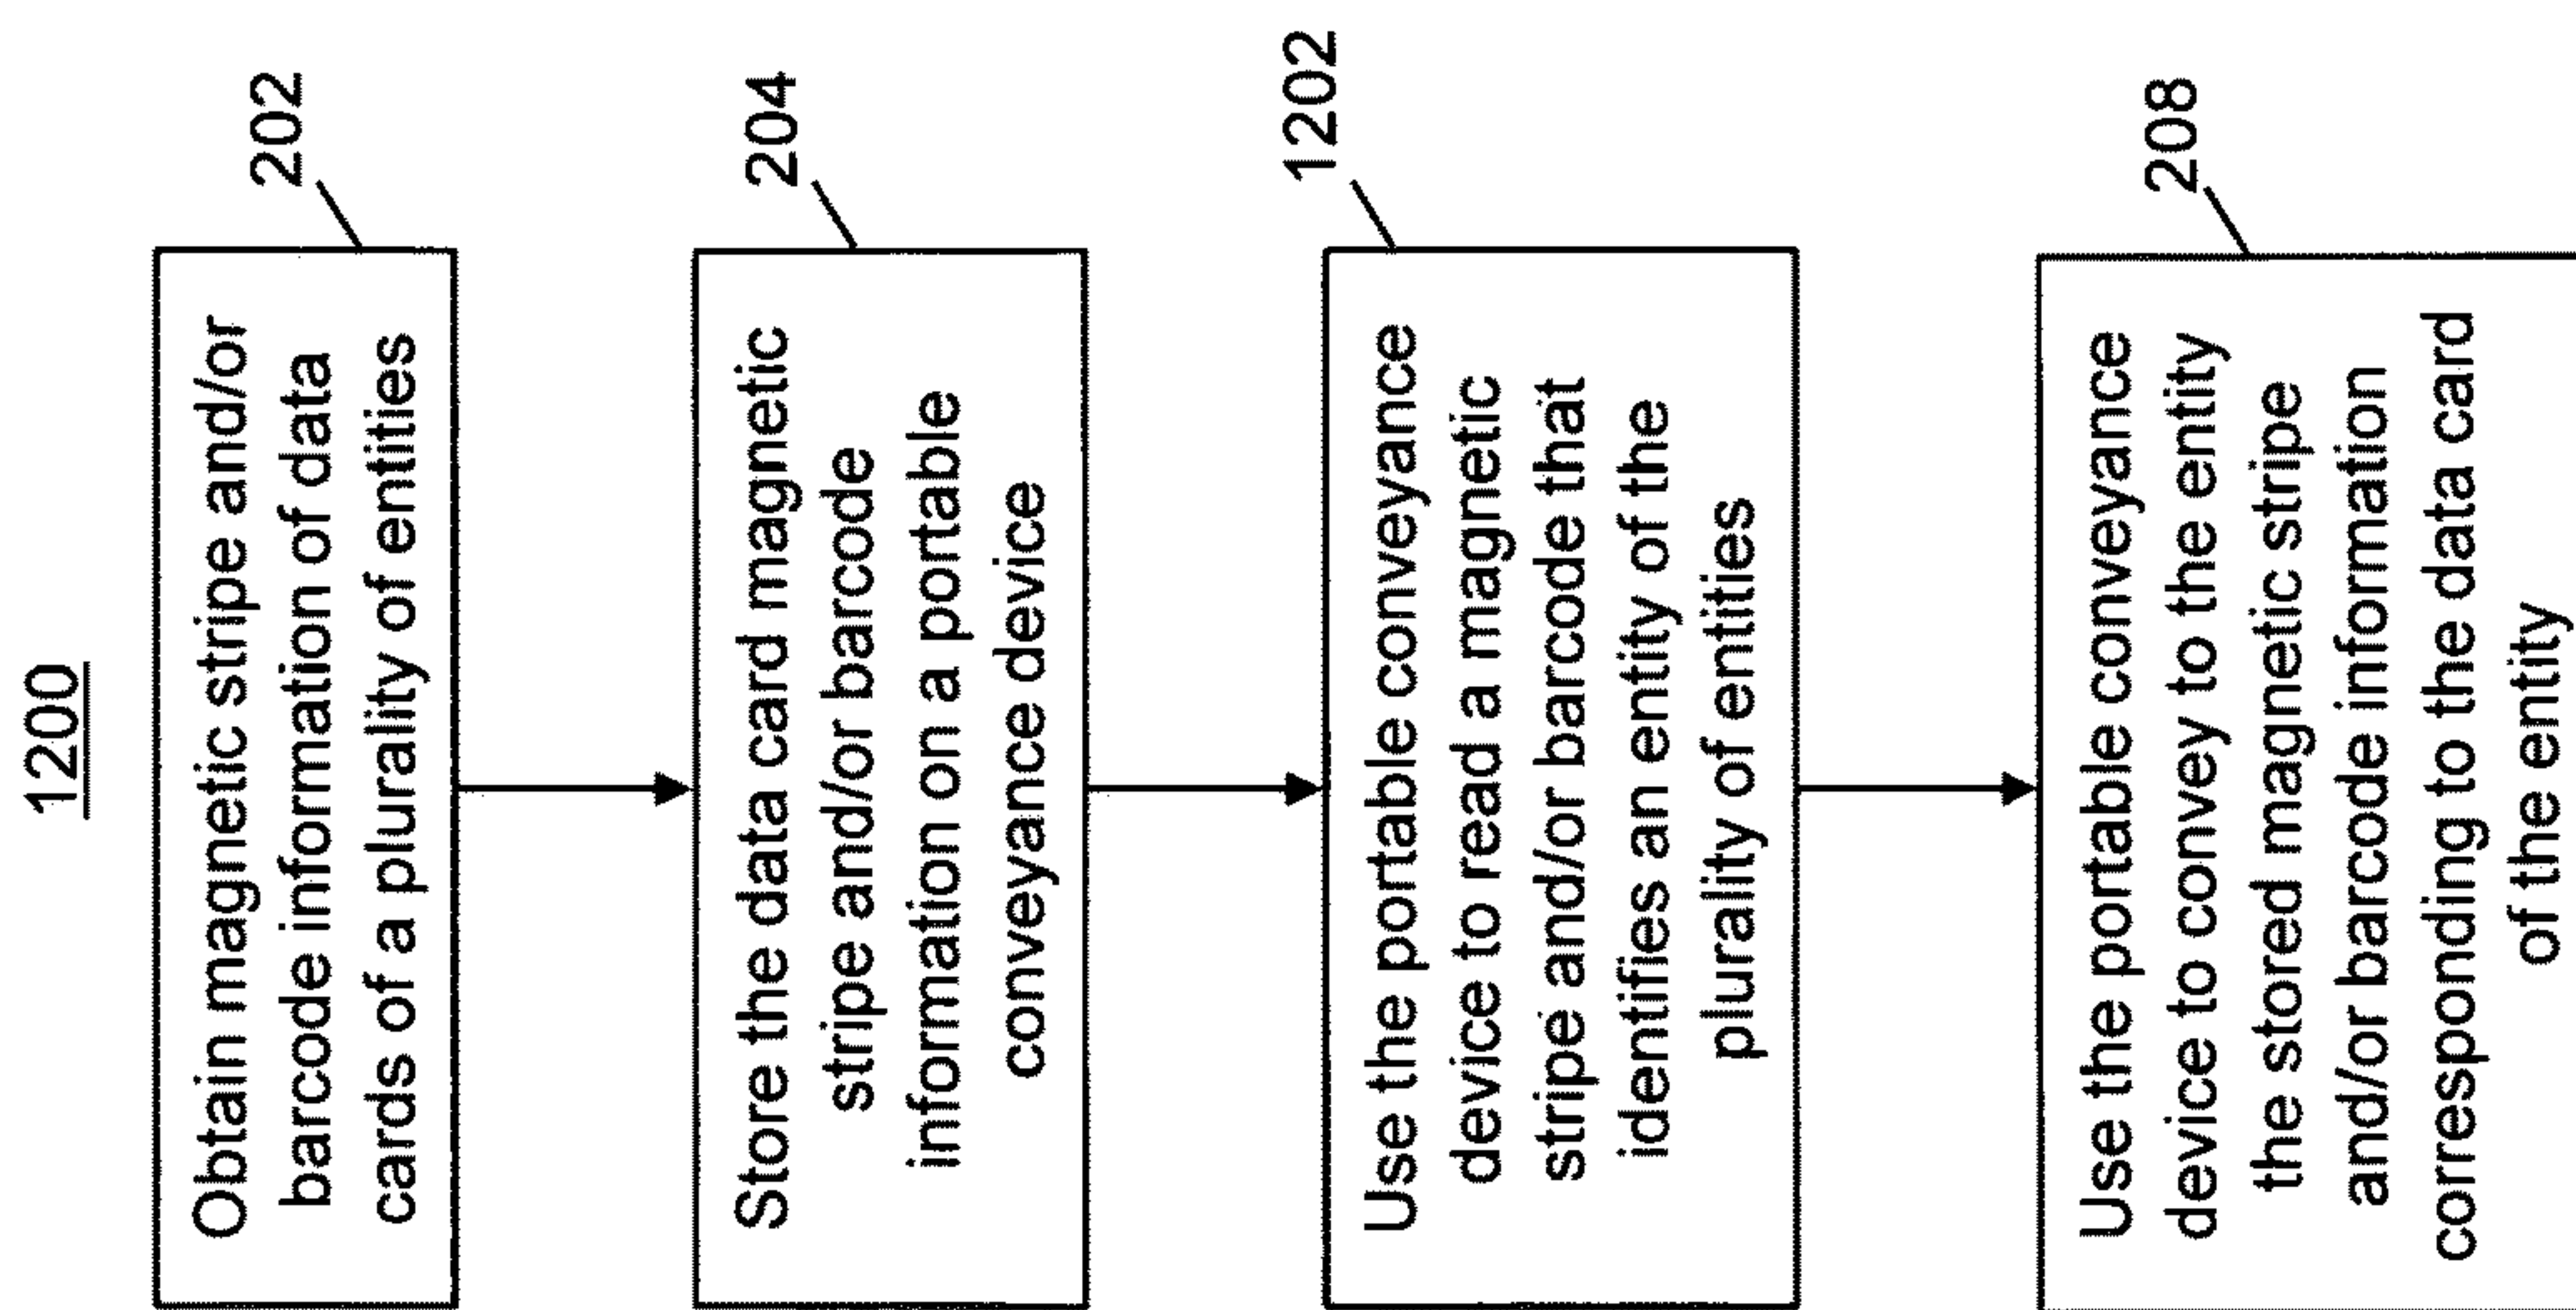 1200
202
Obtain magnetic stripe and/or
barcode information of data
cards of a plurality of entities
204
Store the data card magnetic
stripe and/or barcode
information on a portable
conveyance device
1202
Use the portable conveyance
device to read a magnetic
stripe and/or barcode that
identifies an entity of the
plurality of entities
208
Use the portable conveyance
device to convey to the entity
the stored magnetic stripe
and/or barcode information
corresponding to the data card
of the entity